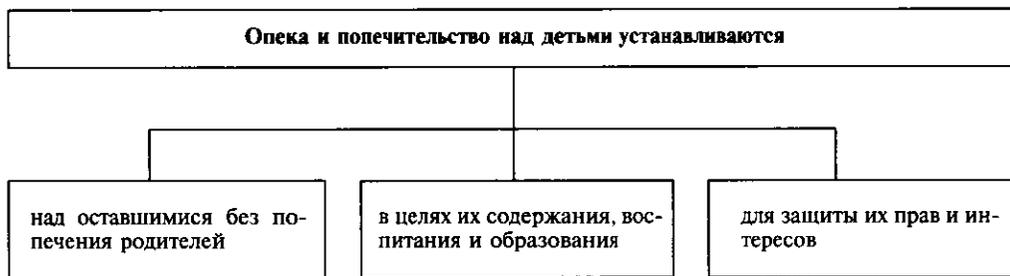 Опека и попечительство над детьми устанавливаются
над оставшимися без по-
печения родителей
в целях их содержания, вос-
питания и образования
для защиты их прав и ин-
тересов